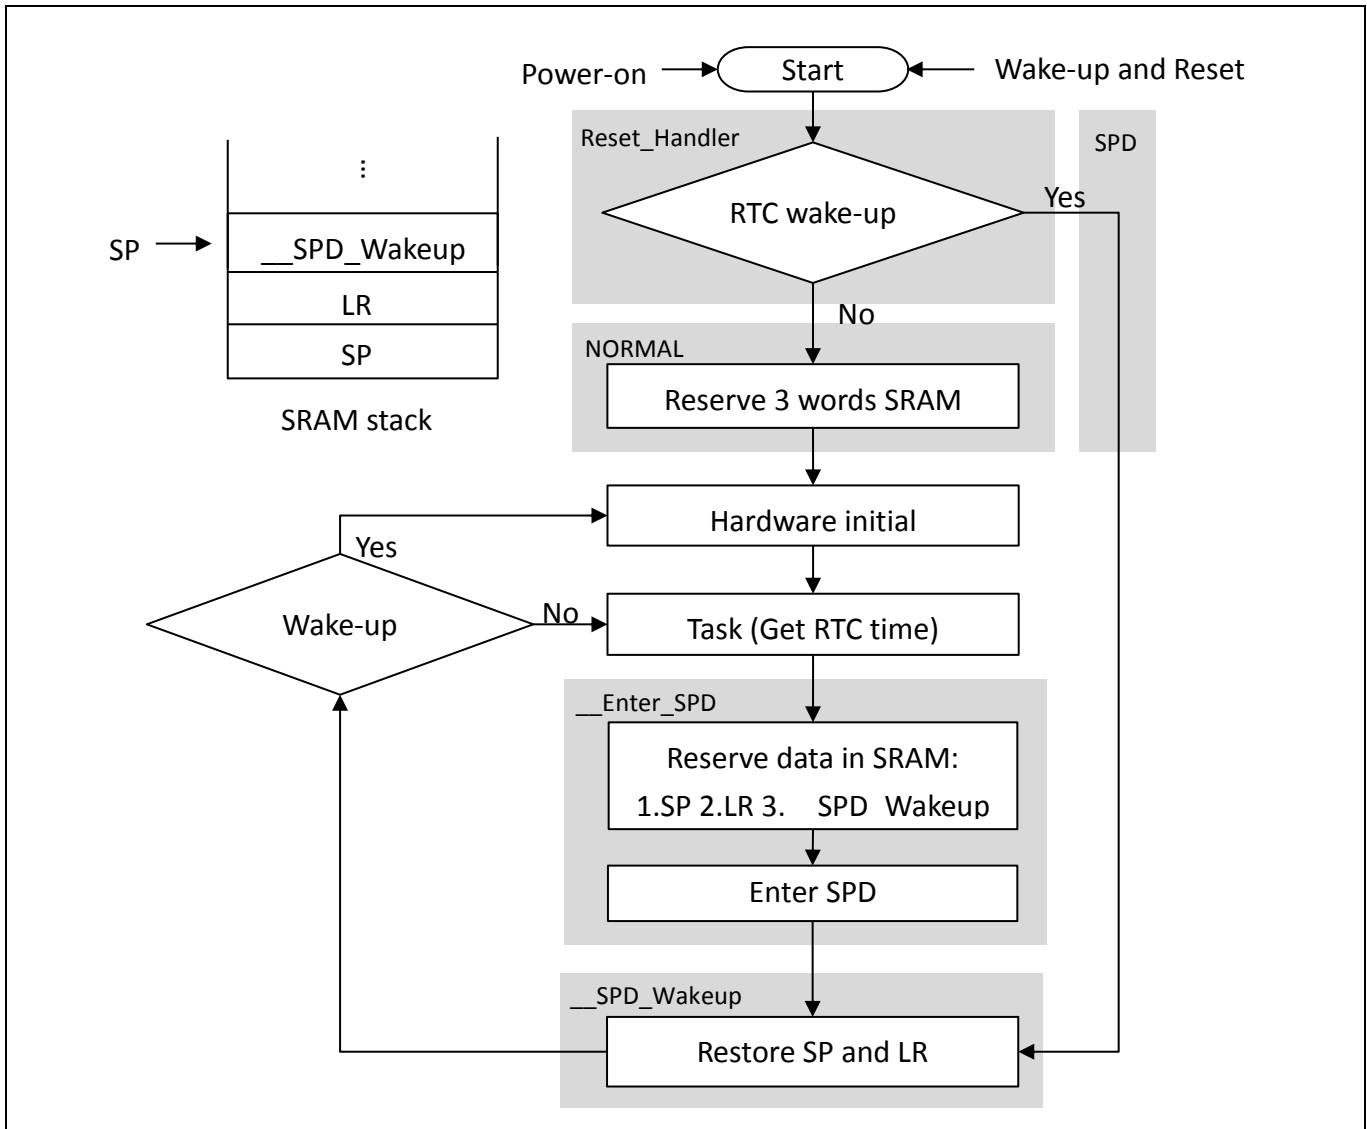 Power-on
Start
Wake-up and Reset
Reset_Handler
SPD
⋮
RTC wake-up
Yes
SP
__SPD_Wakeup
LR
No
SP
NORMAL
Reserve 3 words SRAM
SRAM stack
Hardware initial
Yes
Wake-up
No
Task (Get RTC time)
__Enter_SPD
Reserve data in SRAM:
1.SP 2.LR 3. SPD Wakeup
Enter SPD
__SPD_Wakeup
Restore SP and LR